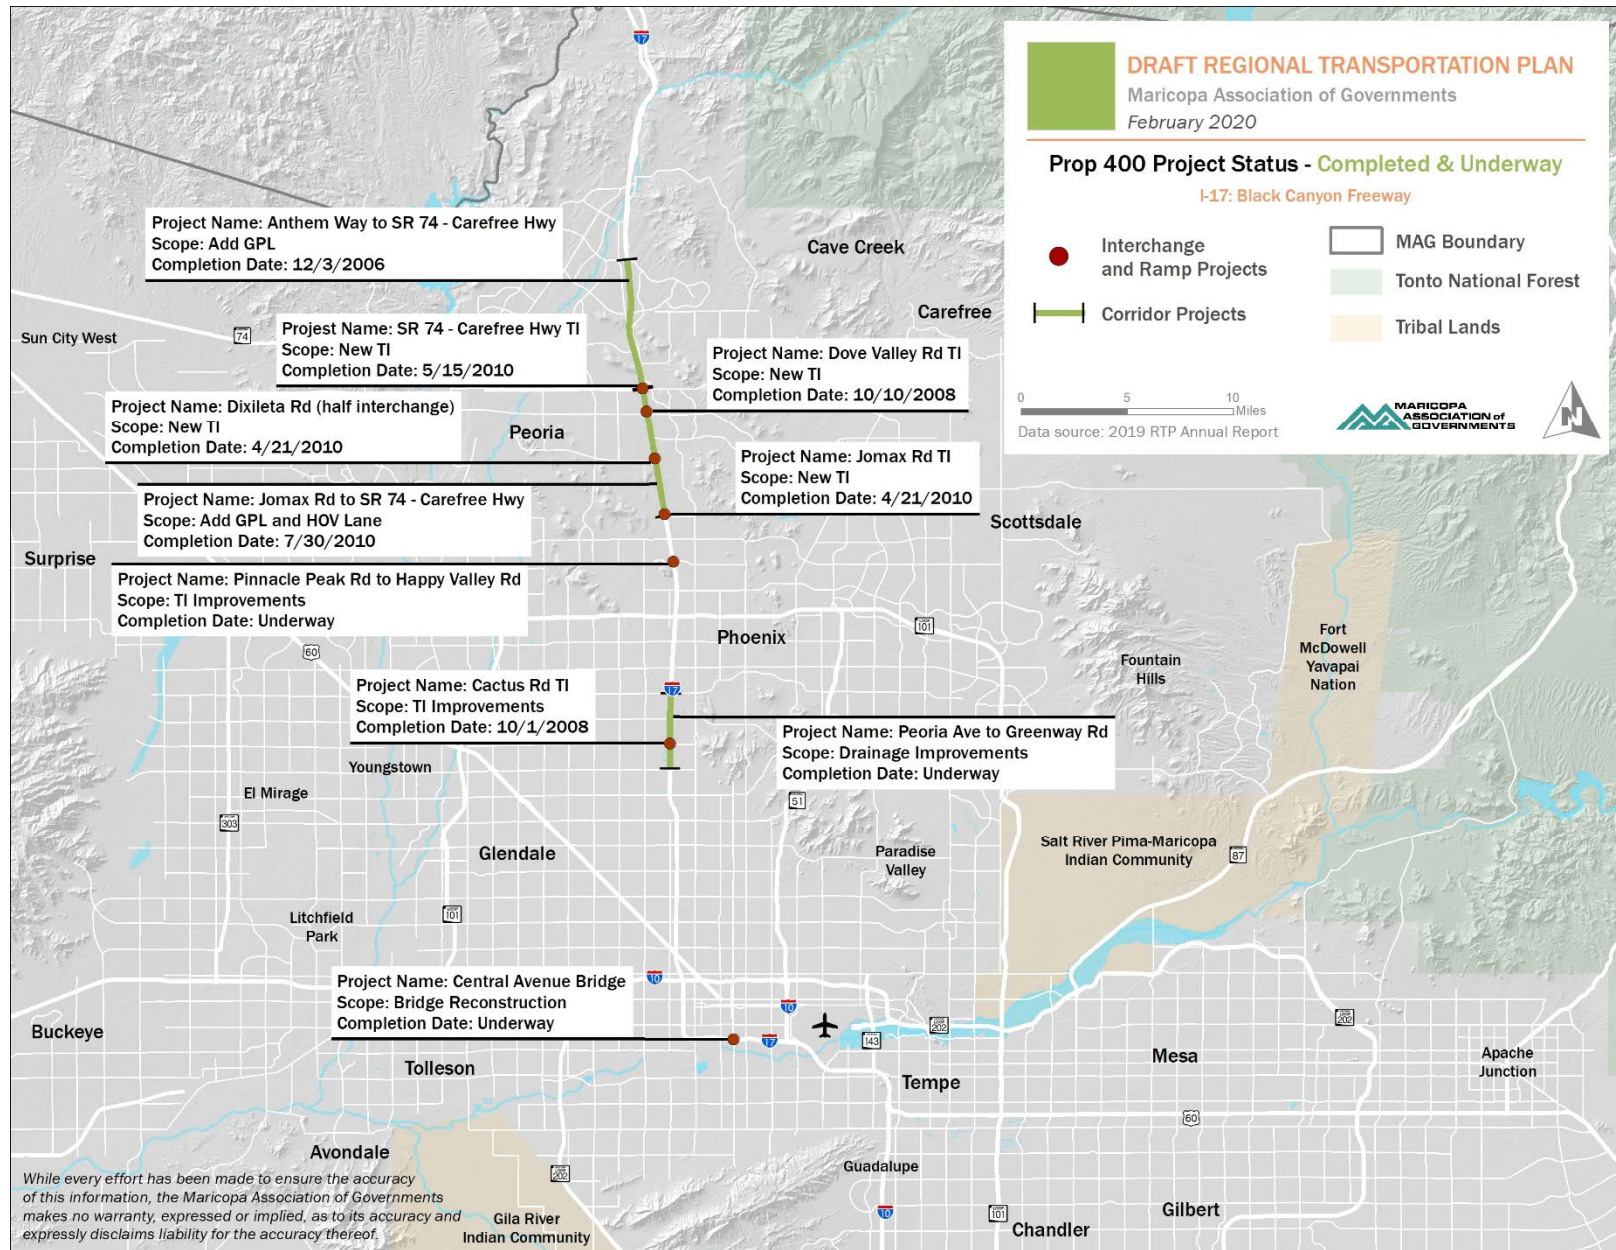 17
DRAFT REGIONAL TRANSPORTATION PLAN
Maricopa Association of Governments
February 2020
Prop 400 Project Status - Completed & Underway
I-17: Black Canyon Freeway
Interchange
and Ramp Projects
Corridor Projects
MAG Boundary
Tonto National Forest
Tribal Lands
0 5 10
Miles
Data source: 2019 RTP Annual Report
MARICOPA
ASSOCIATION of
GOVERNMENTS
N
Project Name: Anthem Way to SR 74 - Carefree Hwy
Scope: Add GPL
Completion Date: 12/3/2006
Cave Creek
Carefree
Sun City West
74
Projest Name: SR 74 - Carefree Hwy TI
Scope: New TI
Completion Date: 5/15/2010
Project Name: Dove Valley Rd TI
Scope: New TI
Completion Date: 10/10/2008
Project Name: Dixileta Rd (half interchange)
Scope: New TI
Completion Date: 4/21/2010
Peoria
Project Name: Jomax Rd TI
Scope: New TI
Completion Date: 4/21/2010
Project Name: Jomax Rd to SR 74 - Carefree Hwy
Scope: Add GPL and HOV Lane
Completion Date: 7/30/2010
Scottsdale
Surprise
Project Name: Pinnacle Peak Rd to Happy Valley Rd
Scope: TI Improvements
Completion Date: Underway
Phoenix
LOOP
101
60
Fort
McDowell
Yavapai
Nation
Fountain
Hills
17
Project Name: Cactus Rd TI
Scope: TI Improvements
Completion Date: 10/1/2008
Project Name: Peoria Ave to Greenway Rd
Scope: Drainage Improvements
Completion Date: Underway
Youngstown
El Mirage
51
303
Glendale
Paradise
Valley
Salt River Pima-Maricopa
Indian Community
87
Litchfield
Park
LOOP
101
Project Name: Central Avenue Bridge
Scope: Bridge Reconstruction
Completion Date: Underway
10
10
17
143
LOOP
202
LOOP
202
Buckeye
Tolleson
Tempe
Mesa
Apache
Junction
60
Avondale
Guadalupe
LOOP
202
While every effort has been made to ensure the accuracy
of this information, the Maricopa Association of Governments
makes no warranty, expressed or implied, as to its accuracy and
expressly disclaims liability for the accuracy thereof.
Gila River
Indian Community
10
LOOP
101
Chandler
Gilbert